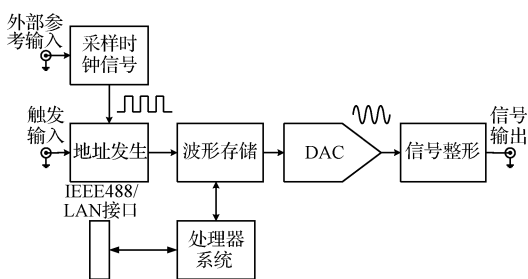 外部参
考输入
采样时
钟信号
触发
输入
地址发生
波形存储
DAC
信号整形
信号
输出
IEEE488/
LAN接口
处理器
系统